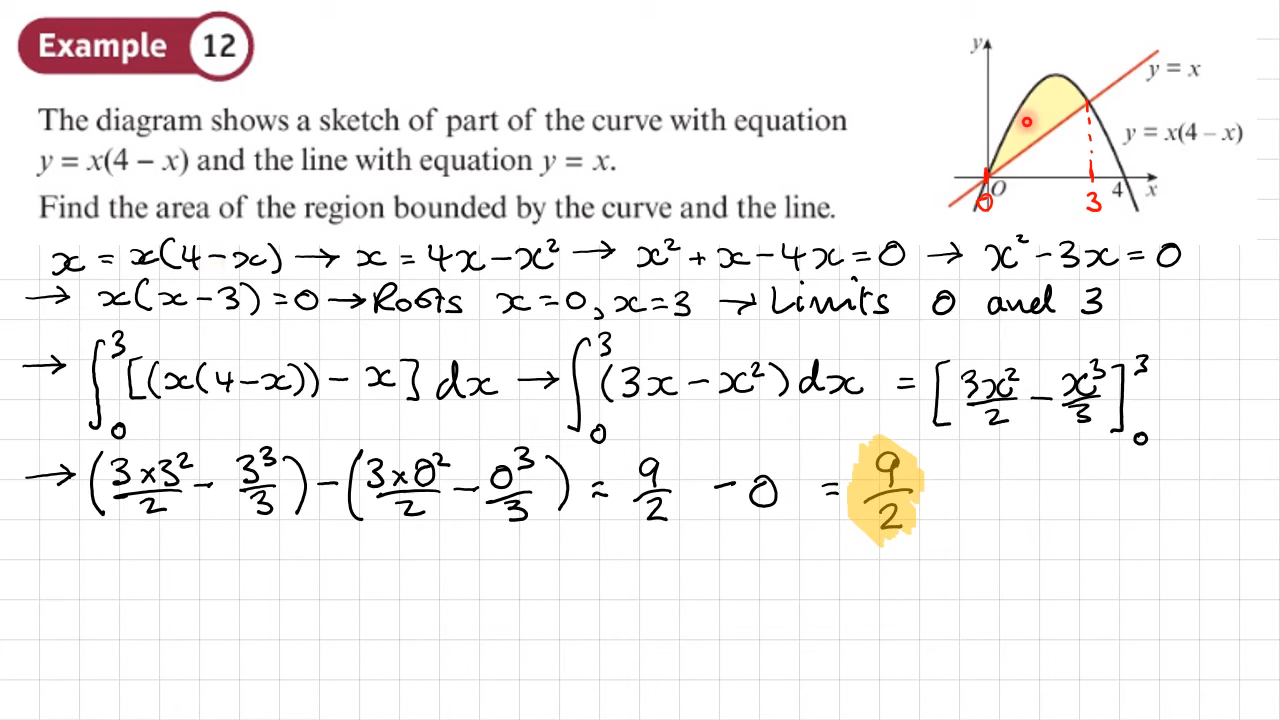 Example 12
The diagram shows a sketch of part of the curve with equation
y = x(4 – x) and the line with equation y = x.
Find the area of the region bounded by the curve and the line.
y
y = x
y = x(4 – x)
O
4
x
0
3
x = x(4-x) → x = 4x-x² → x²+x-4x=0 → x²-3x=0
→ x(x-3)=0 → Roots x=0, x=3 → Limits 0 and 3
→ ∫₀³ [(x(4-x))-x] dx → ∫₀³ (3x-x²) dx = [3x²/2 - x³/3]₀³
→ (3×3²/2 - 3³/3) - (3×0²/2 - 0³/3) = 9/2 - 0 = 9/2